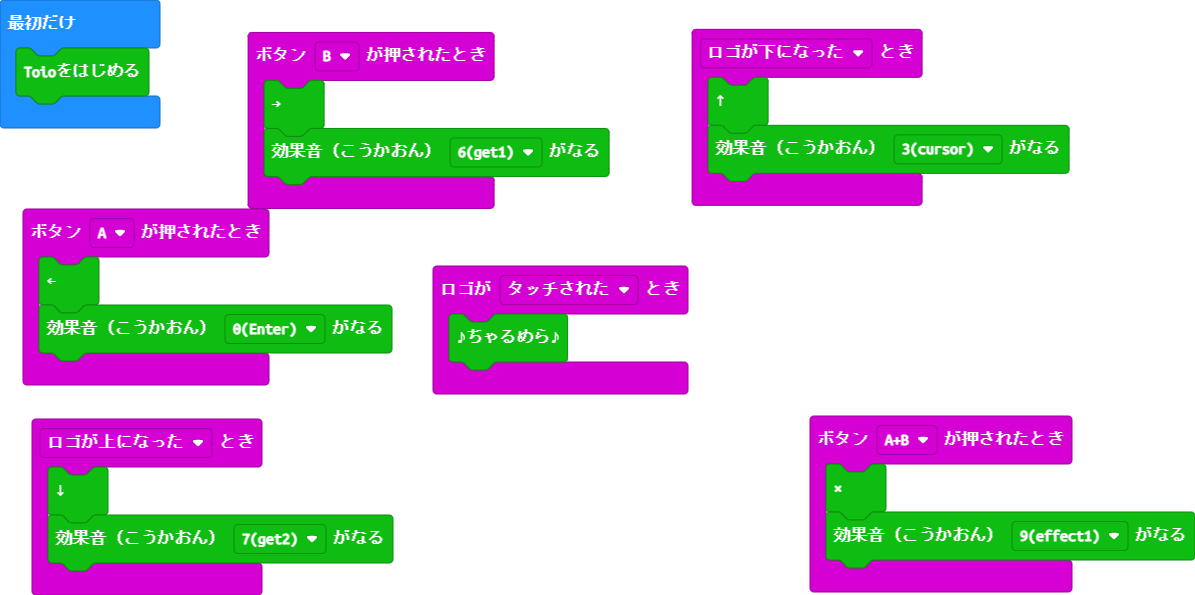 最初だけ
Toioをはじめる
ボタン B が押されたとき
→
効果音（こうかおん） 6(get1) がなる
ロゴが下になった とき
↑
効果音（こうかおん） 3(cursor) がなる
ボタン A が押されたとき
←
効果音（こうかおん） 0(Enter) がなる
ロゴが タッチされた とき
♪ちゃるめら♪
ロゴが上になった とき
↓
効果音（こうかおん） 7(get2) がなる
ボタン A+B が押されたとき
×
効果音（こうかおん） 9(effect1) がなる